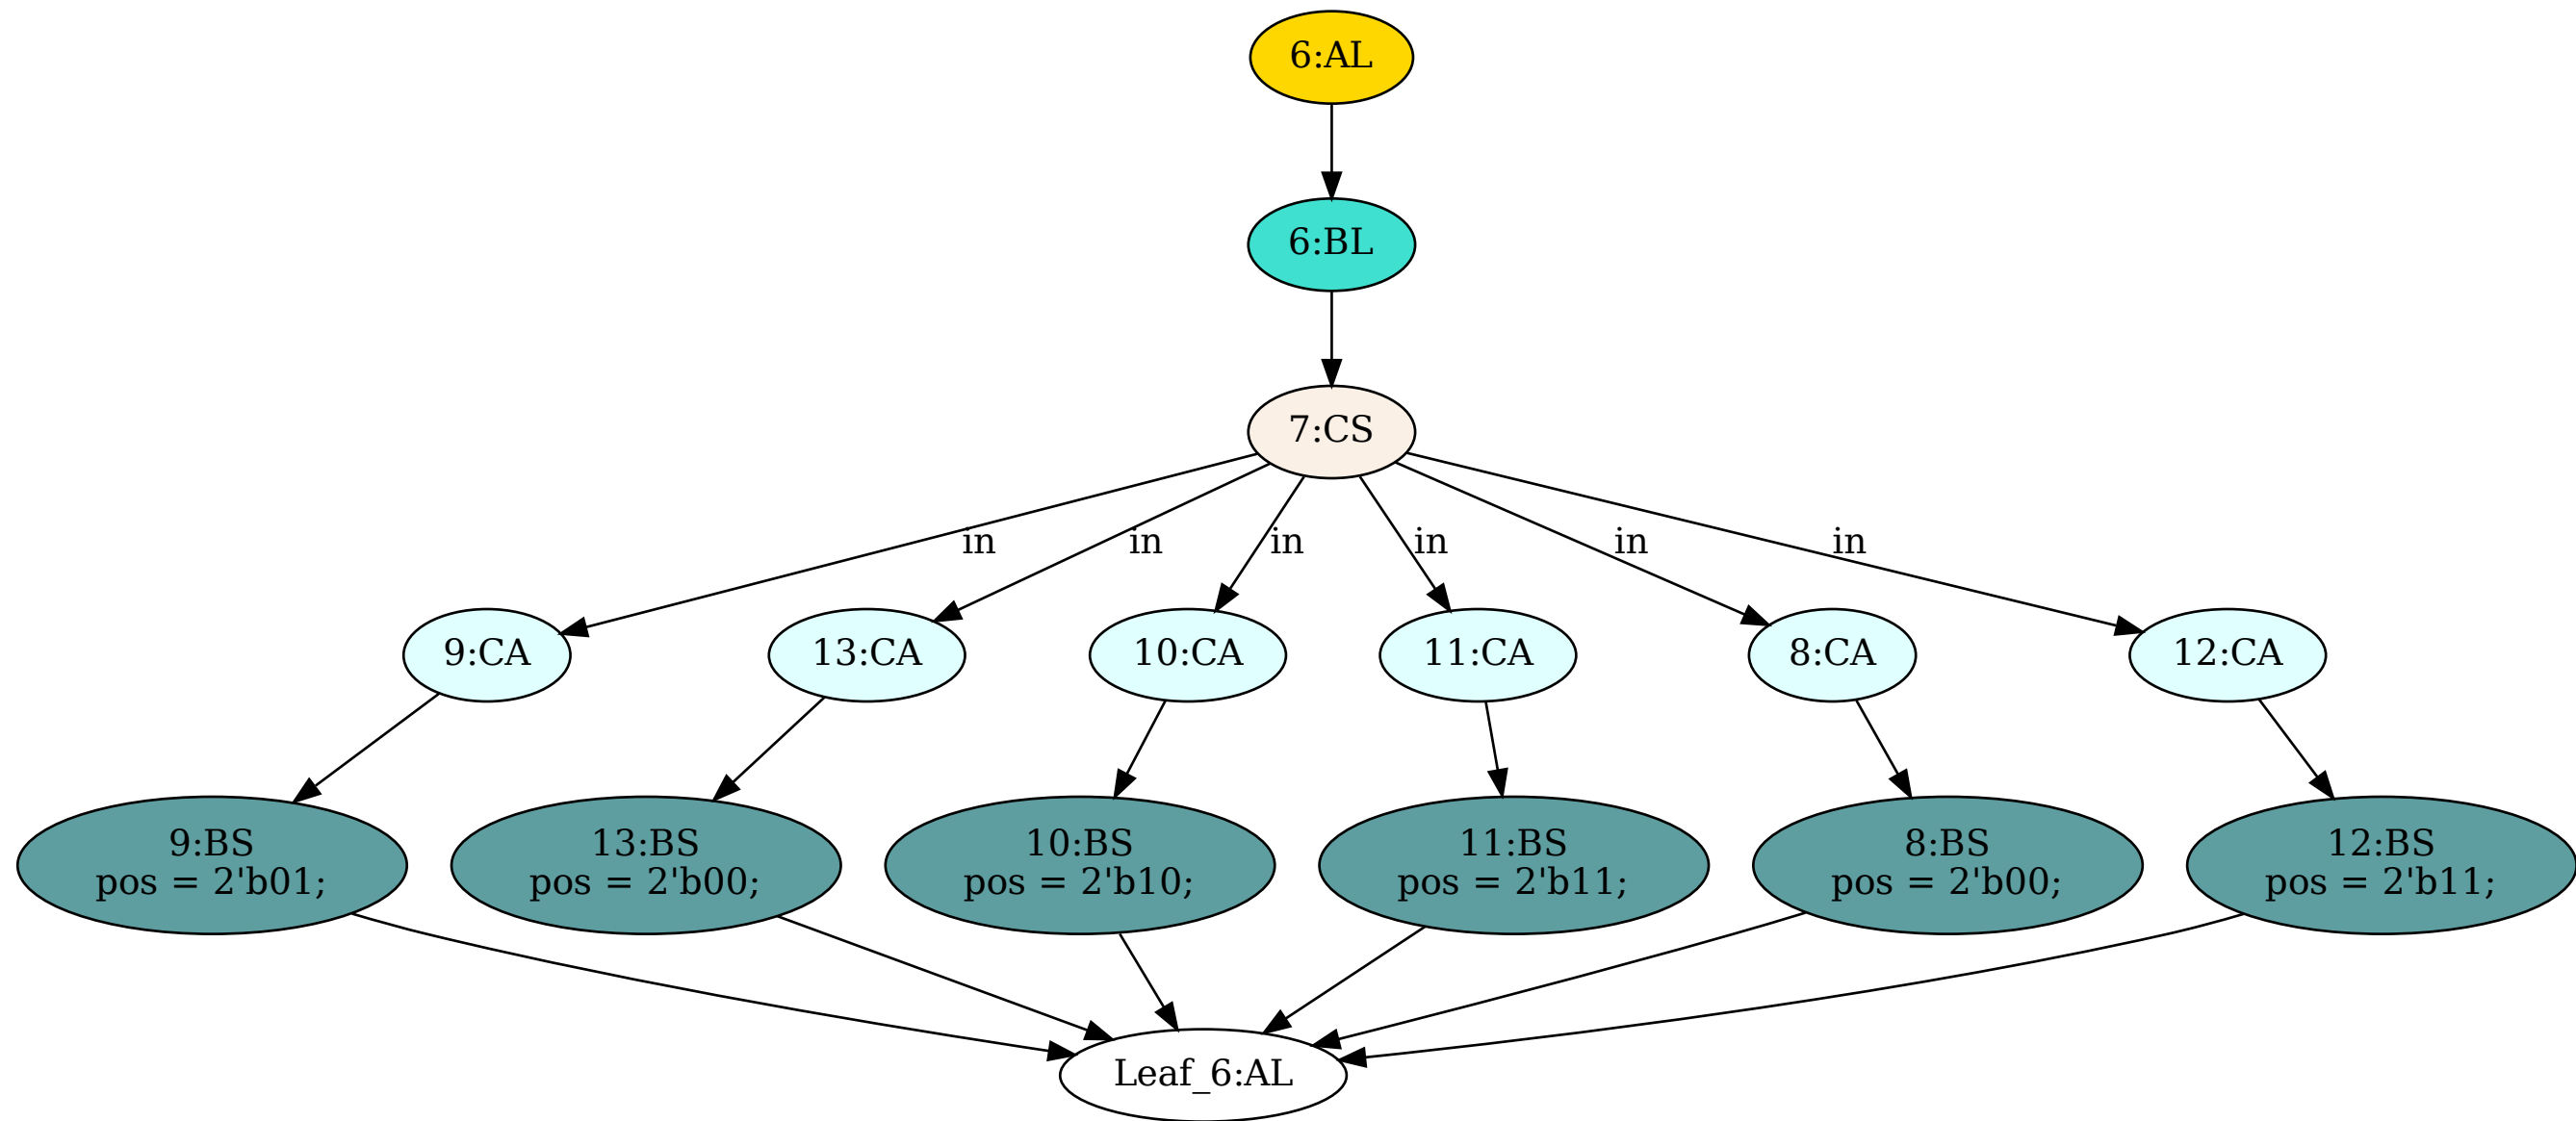 6:AL
6:BL
7:CS
in
in
in
in
in
in
9:CA
13:CA
10:CA
11:CA
8:CA
12:CA
9:BS
pos = 2'b01;
13:BS
pos = 2'b00;
10:BS
pos = 2'b10;
11:BS
pos = 2'b11;
8:BS
pos = 2'b00;
12:BS
pos = 2'b11;
Leaf_6:AL